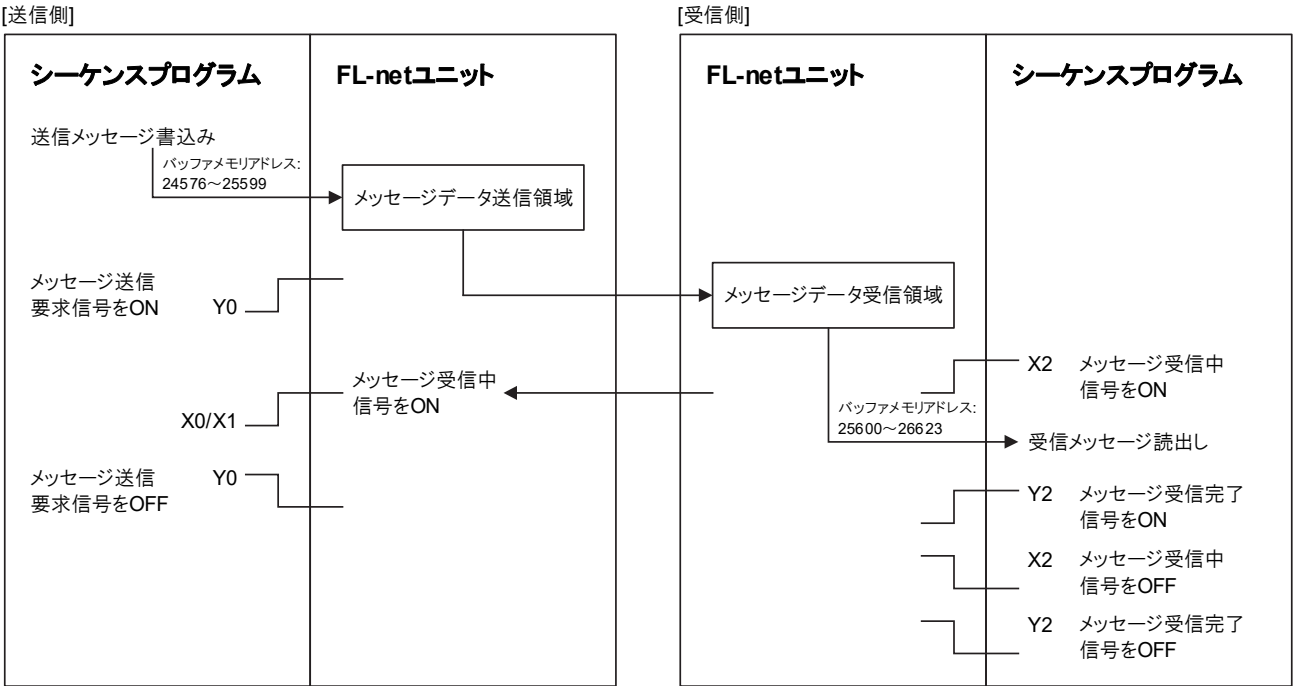 [送信側]
シーケンスプログラム
FL-netユニット
送信メッセージ書込み
バッファメモリアドレス:
24576～25599
メッセージデータ送信領域
メッセージ送信
要求信号をON
Y0
メッセージ受信中
信号をON
X0/X1
メッセージ送信
要求信号をOFF
Y0
[受信側]
FL-netユニット
シーケンスプログラム
メッセージデータ受信領域
X2 メッセージ受信中
信号をON
バッファメモリアドレス:
25600～26623
受信メッセージ読出し
Y2 メッセージ受信完了
信号をON
X2 メッセージ受信中
信号をOFF
Y2 メッセージ受信完了
信号をOFF